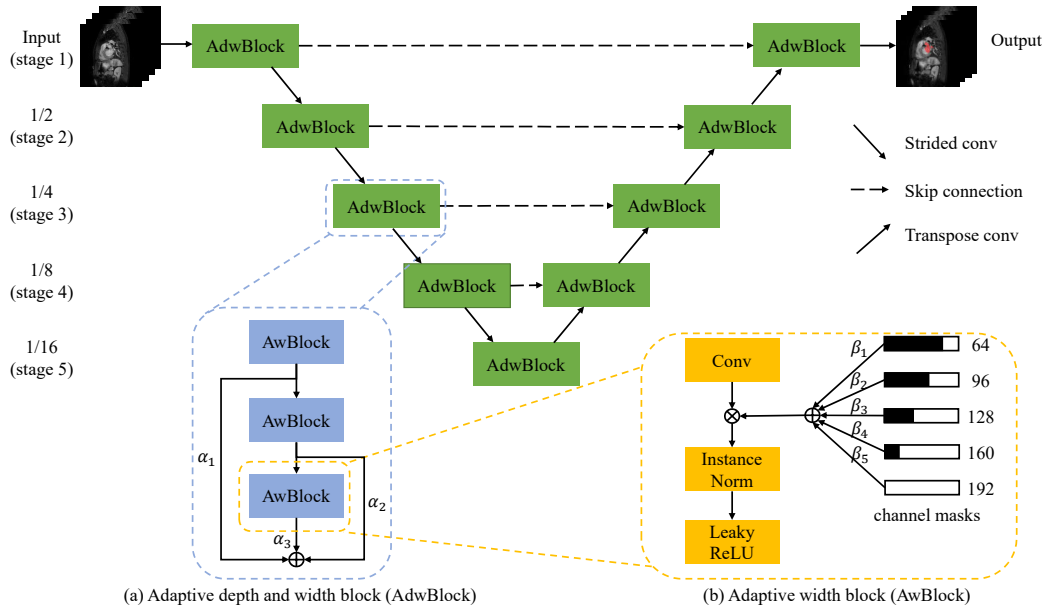 Input
(stage 1)
AdwBlock
AdwBlock
Output
1/2
(stage 2)
AdwBlock
AdwBlock
Strided conv
1/4
(stage 3)
AdwBlock
AdwBlock
Skip connection
Transpose conv
1/8
(stage 4)
AdwBlock
AdwBlock
1/16
(stage 5)
AdwBlock
AwBlock
AwBlock
AwBlock
α1
α2
α3
Conv
Instance
Norm
Leaky
ReLU
β1
β2
β3
β4
β5
64
96
128
160
192
channel masks
(a) Adaptive depth and width block (AdwBlock)
(b) Adaptive width block (AwBlock)